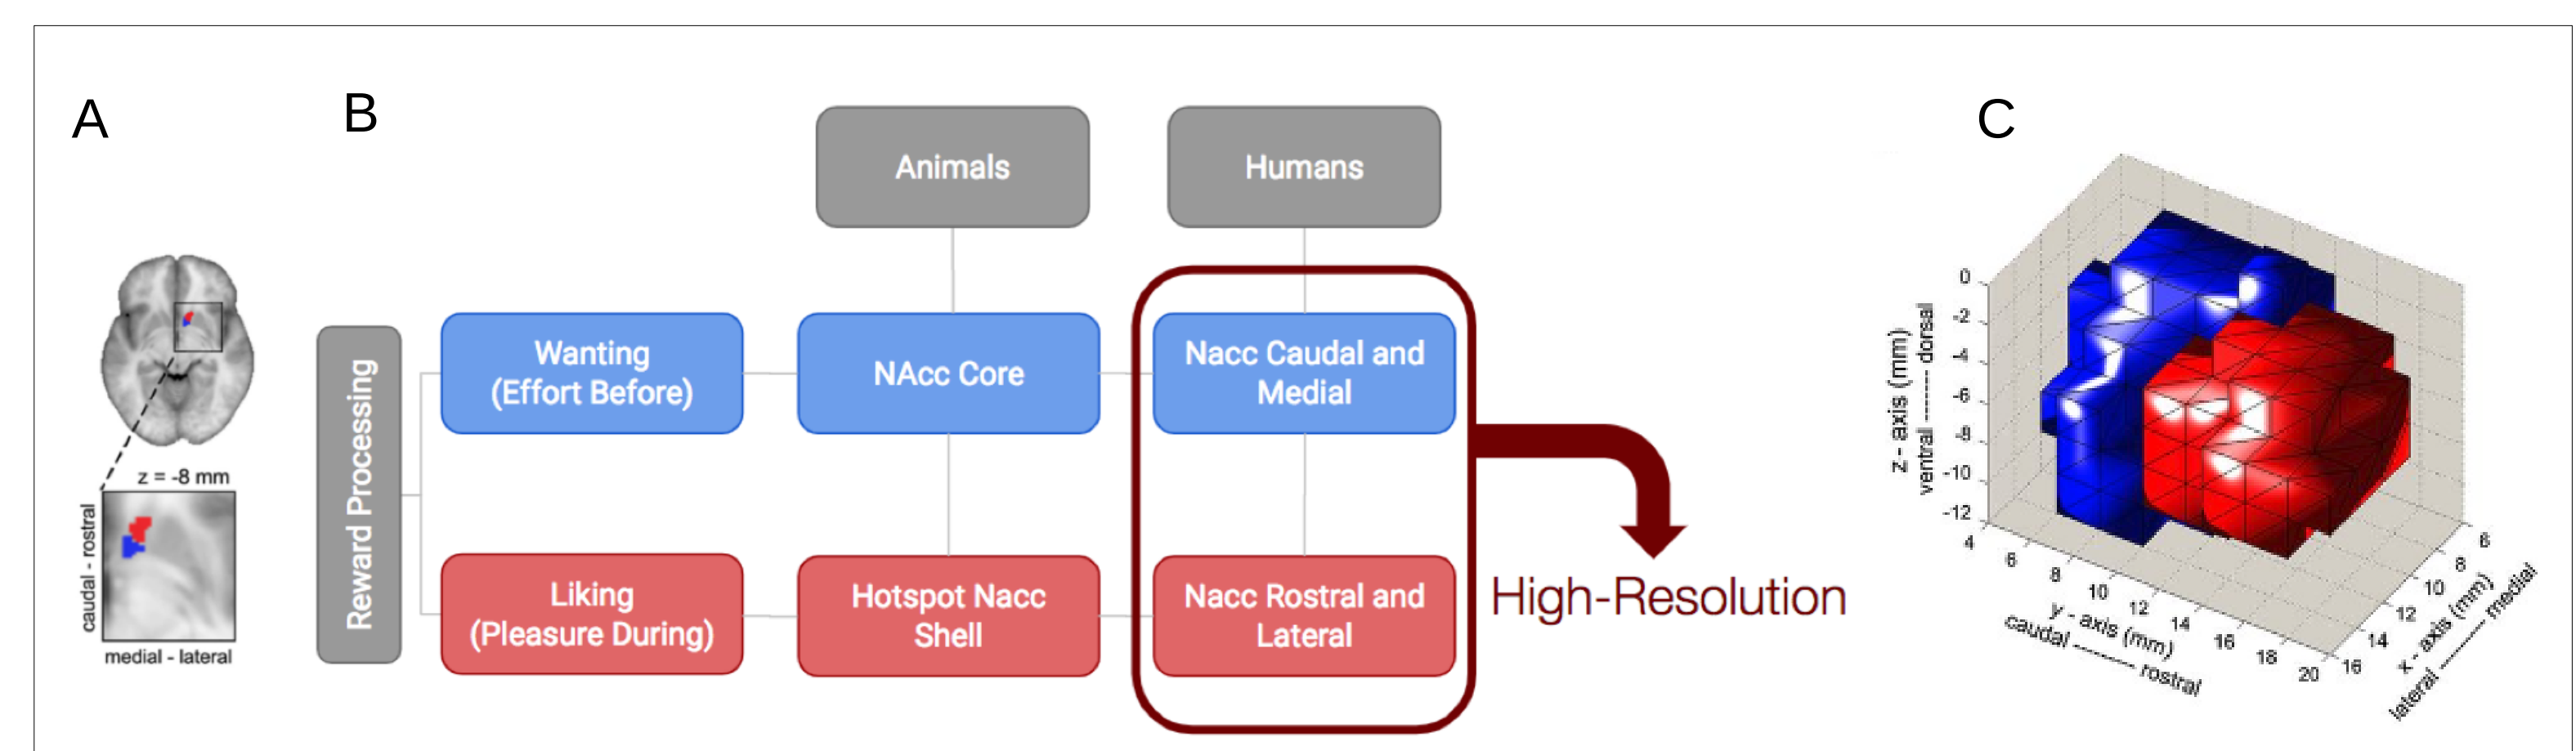 A
B
C
z = -8 mm
caudal - rostral
medial - lateral
Animals
Humans
Reward Processing
Wanting
(Effort Before)
NAcc Core
Nacc Caudal and
Medial
Liking
(Pleasure During)
Hotspot Nacc
Shell
Nacc Rostral and
Lateral
High-Resolution
z - axis (mm)
ventral ------- dorsal
0
-2
-4
-6
-8
-10
-12
4
6
8
10
12
14
16
18
20
y - axis (mm)
caudal --------- rostral
6
8
10
12
14
16
x - axis (mm)
lateral --------- medial